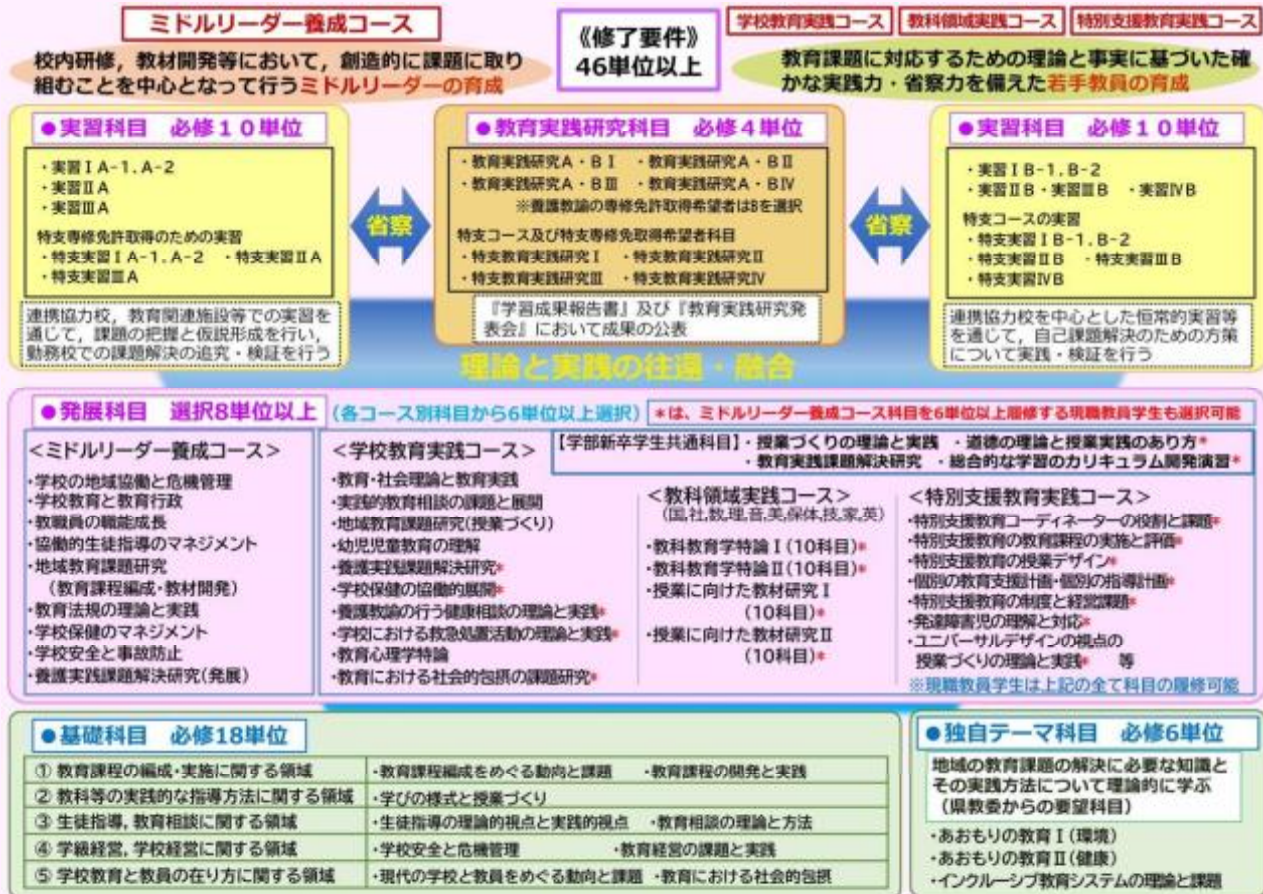 ミドルリーダー養成コース
校内研修，教材開発等において，創造的に課題に取り
組むことを中心となって行うミドルリーダーの育成
《修了要件》
46単位以上
学校教育実践コース
教科領域実践コース
特別支援教育実践コース
教育課題に対応するための理論と事実に基づいた確
かな実践力・省察力を備えた若手教員の育成
●実習科目 必修１０単位
・実習ⅠA-1．A-2
・実習ⅡA
・実習ⅢA
特支専修免許取得のための実習
・特支実習ⅠA-1．A-2 ・特支実習ⅡA
・特支実習ⅢA
連携協力校，教育関連施設等での実習を
通じて，課題の把握と仮説形成を行い，
勤務校での課題解決の追究・検証を行う
省察
●教育実践研究科目 必修４単位
・教育実践研究A・BⅠ ・教育実践研究A・BⅡ
・教育実践研究A・BⅢ ・教育実践研究A・BⅣ
※養護教諭の専修免許取得希望者はBを選択
特支コース及び特支専修免取得希望者科目
・特支教育実践研究Ⅰ ・特支教育実践研究Ⅱ
・特支教育実践研究Ⅲ ・特支教育実践研究Ⅳ
『学習成果報告書』及び『教育実践研究発
表会』において成果の公表
省察
●実習科目 必修１０単位
・実習ⅠB-1．B-2
・実習ⅡB・実習ⅢB ・実習ⅣB
特支コースの実習
・特支実習ⅠB-1．B-2
・特支実習ⅡB ・特支実習ⅢB
・特支実習ⅣB
連携協力校を中心とした恒常的実習等
を通じて，自己課題解決のための方策
について実践・検証を行う
理論と実践の往還・融合
●発展科目 選択8単位以上 （各コース別科目から6単位以上選択）
*は、ミドルリーダー養成コース科目を6単位以上履修する現職教員学生も選択可能
＜ミドルリーダー養成コース＞
・学校の地域協働と危機管理
・学校教育と教育行政
・教職員の職能成長
・協働的生徒指導のマネジメント
・地域教育課題研究
（教育課程編成・教材開発）
・教育法規の理論と実践
・学校保健のマネジメント
・学校安全と事故防止
・養護実践課題解決研究（発展）
＜学校教育実践コース＞
・教育・社会理論と教育実践
・実践的教育相談の課題と展開
・地域教育課題研究（授業づくり）
・幼児児童教育の理解
・養護実践課題解決研究*
・学校保健の協働的展開*
・養護教諭の行う健康相談の理論と実践*
・学校における救急処置活動の理論と実践*
・教育心理学特論
・教育における社会的包摂の課題研究*
【学部新卒学生共通科目】・授業づくりの理論と実践 ・道徳の理論と授業実践のあり方*
・教育実践課題解決研究 ・総合的な学習のカリキュラム開発演習*
＜教科領域実践コース＞
（国,社,数,理,音,美,保体,技,家,英）
・教科教育学特論Ⅰ（10科目）*
・教科教育学特論Ⅱ（10科目）*
・授業に向けた教材研究Ⅰ
（10科目）*
・授業に向けた教材研究Ⅱ
（10科目）*
＜特別支援教育実践コース＞
・特別支援教育コーディネーターの役割と課題*
・特別支援教育の教育課程の実施と評価*
・特別支援教育の授業デザイン*
・個別の教育支援計画・個別の指導計画*
・特別支援教育の制度と経営課題*
・発達障害児の理解と対応*
・ユニバーサルデザインの視点の
授業づくりの理論と実践* 等
※現職教員学生は上記の全て科目の履修可能
●基礎科目 必修18単位
① 教育課程の編成・実施に関する領域 ・教育課程編成をめぐる動向と課題 ・教育課程の開発と実践
② 教科等の実践的な指導方法に関する領域 ・学びの様式と授業づくり
③ 生徒指導，教育相談に関する領域 ・生徒指導の理論的視点と実践的視点 ・教育相談の理論と方法
④ 学級経営，学校経営に関する領域 ・学校安全と危機管理 ・教育経営の課題と実践
⑤ 学校教育と教員の在り方に関する領域 ・現代の学校と教員をめぐる動向と課題 ・教育における社会的包摂
●独自テーマ科目 必修6単位
地域の教育課題の解決に必要な知識と
その実践方法について理論的に学ぶ
（県教委からの要望科目）
・あおもりの教育Ⅰ（環境）
・あおもりの教育Ⅱ（健康）
・インクルーシブ教育システムの理論と課題